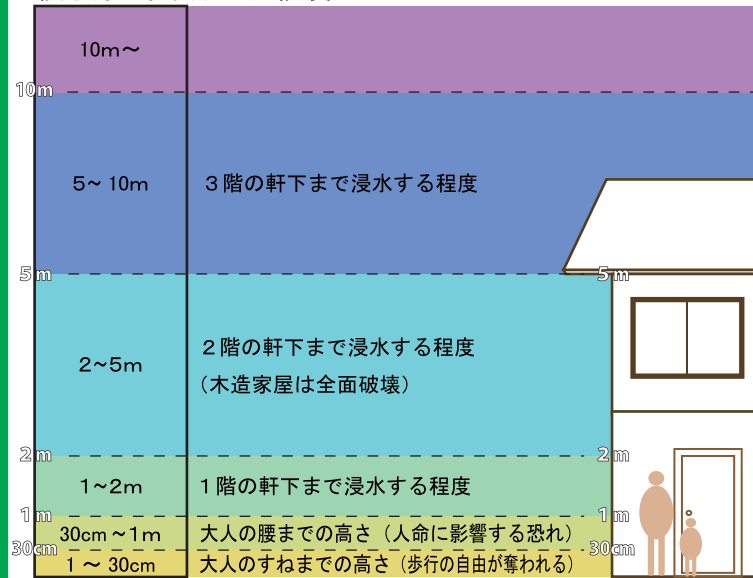 10m～
10m
5～10m
3階の軒下まで浸水する程度
5m
5m
2～5m
2階の軒下まで浸水する程度
（木造家屋は全面破壊）
2m
2m
1～2m
1階の軒下まで浸水する程度
1m
1m
30cm～1m
大人の腰までの高さ（人命に影響する恐れ）
30cm
30cm
1～30cm
大人のすねまでの高さ（歩行の自由が奪われる）